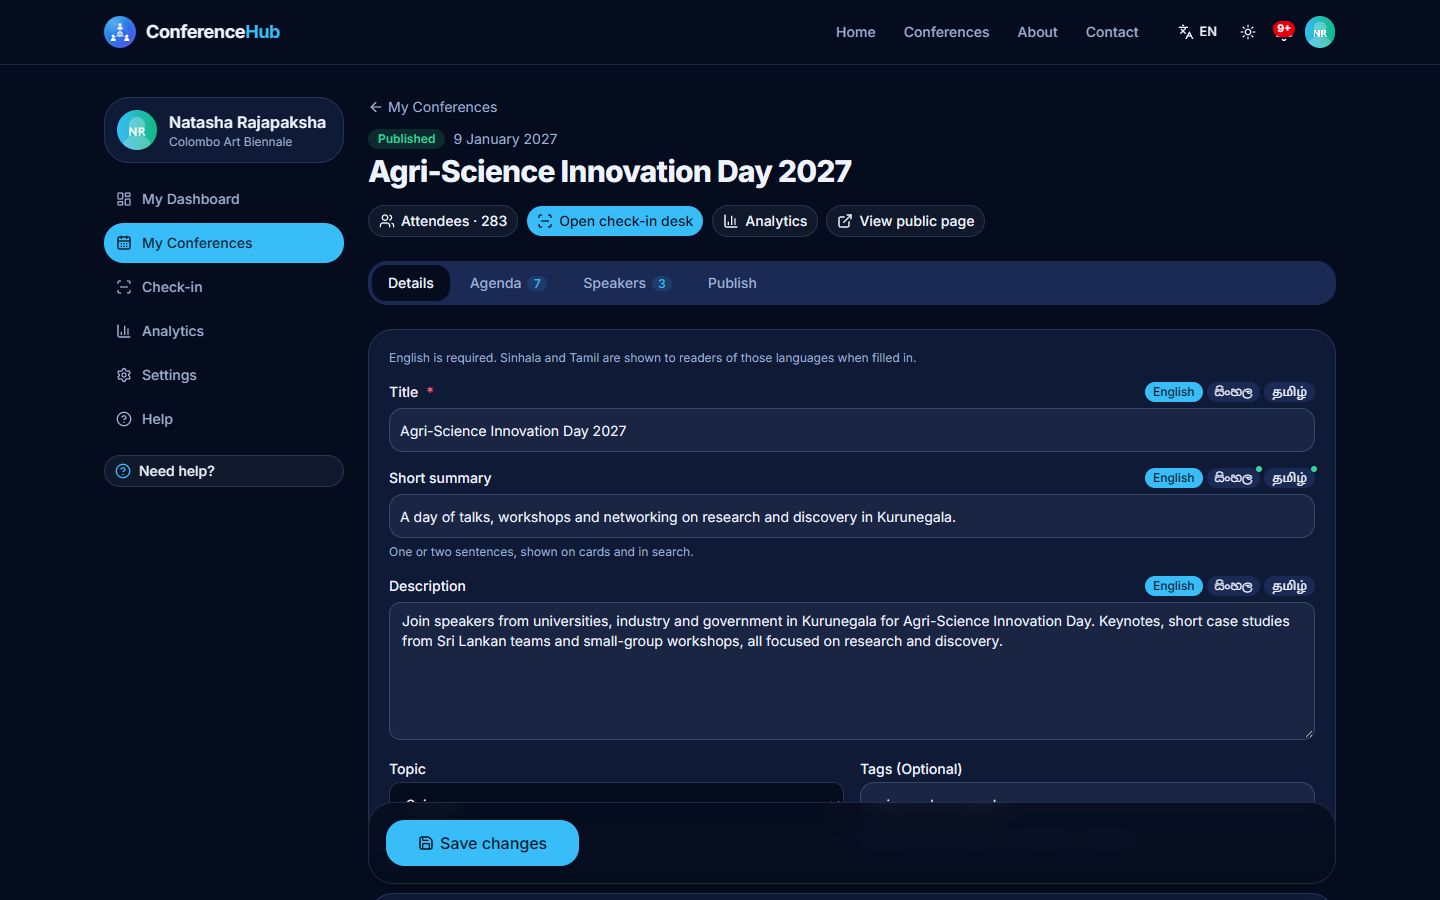 ConferenceHub
Home
Conferences
About
Contact
EN
9+
NR
NR
Natasha Rajapaksha
Colombo Art Biennale
My Dashboard
My Conferences
Check-in
Analytics
Settings
Help
Need help?
My Conferences
Published
9 January 2027
Agri-Science Innovation Day 2027
Attendees · 283
Open check-in desk
Analytics
View public page
Details
Agenda 7
Speakers 3
Publish
English is required. Sinhala and Tamil are shown to readers of those languages when filled in.
Title *
English
සිංහල
தமிழ்
Agri-Science Innovation Day 2027
Short summary
English
සිංහල
தமிழ்
A day of talks, workshops and networking on research and discovery in Kurunegala.
One or two sentences, shown on cards and in search.
Description
English
සිංහල
தமிழ்
Join speakers from universities, industry and government in Kurunegala for Agri-Science Innovation Day. Keynotes, short case studies
from Sri Lankan teams and small-group workshops, all focused on research and discovery.
Topic
Tags (Optional)
Save changes